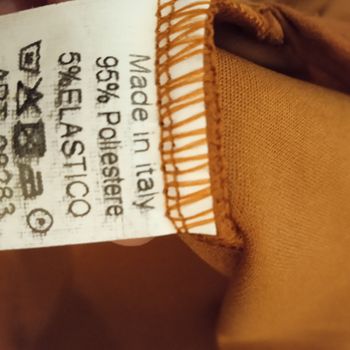 Made in italy
95% Poliestere
5% ELASTICO